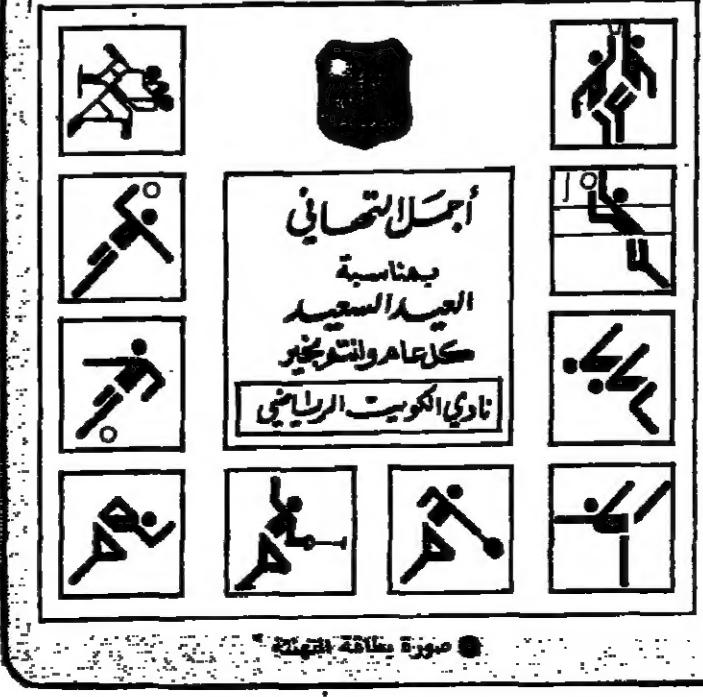 أجمل التهاني
بمناسبة
العيد السعيد
كل عام وانتم بخير
نادي الكويت الرياضي
صورة بطاقة التهنئة